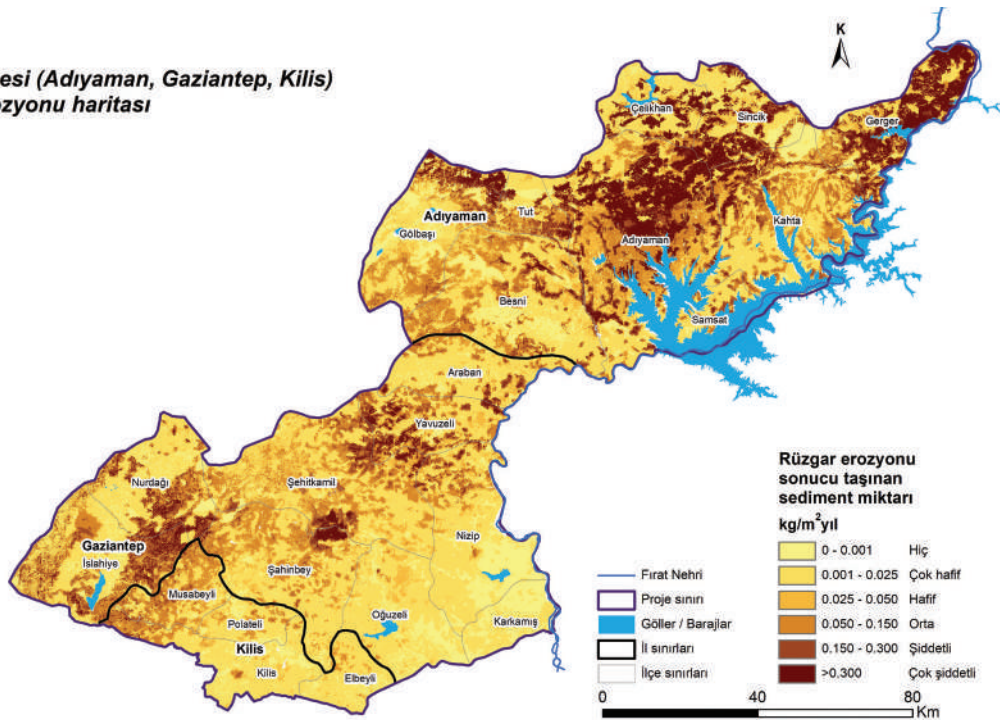 esi (Adıyaman, Gaziantep, Kilis)
ozyonu haritası
K
Çelikhan
Sincik
Gerger
Adıyaman
Tut
Kahta
Gölbaşı
Adıyaman
Besni
Samsat
Araban
Yavuzeli
Nurdağı
Şehitkamil
Nizip
Gaziantep
İslahiye
Şahinbey
Musabeyli
Oğuzeli
Polateli
Karkamış
Kilis
Kilis
Elbeyli
Fırat Nehri
Proje sınırı
Göller / Barajlar
İl sınırları
İlçe sınırları
Rüzgar erozyonu
sonucu taşınan
sediment miktarı
kg/m²yıl
0 - 0.001 Hiç
0.001 - 0.025 Çok hafif
0.025 - 0.050 Hafif
0.050 - 0.150 Orta
0.150 - 0.300 Şiddetli
>0.300 Çok şiddetli
0 40 80
Km